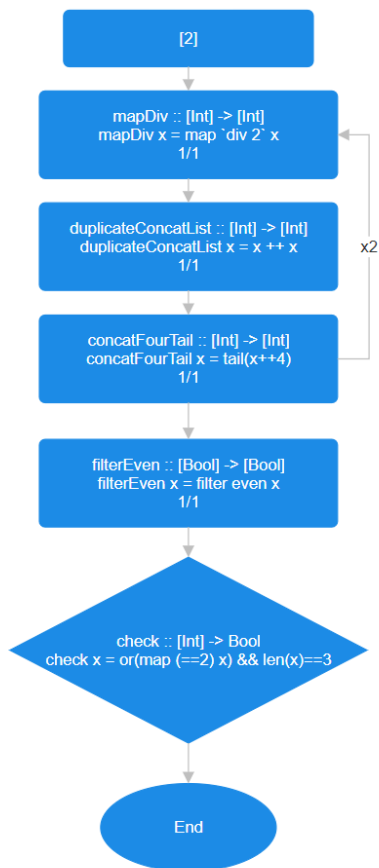 [2]
mapDiv :: [Int] -> [Int]
mapDiv x = map `div 2` x
1/1
x2
duplicateConcatList :: [Int] -> [Int]
duplicateConcatList x = x ++ x
1/1
concatFourTail :: [Int] -> [Int]
concatFourTail x = tail(x++4)
1/1
filterEven :: [Bool] -> [Bool]
filterEven x = filter even x
1/1
check :: [Int] -> Bool
check x = or(map (==2) x) && len(x)==3
End